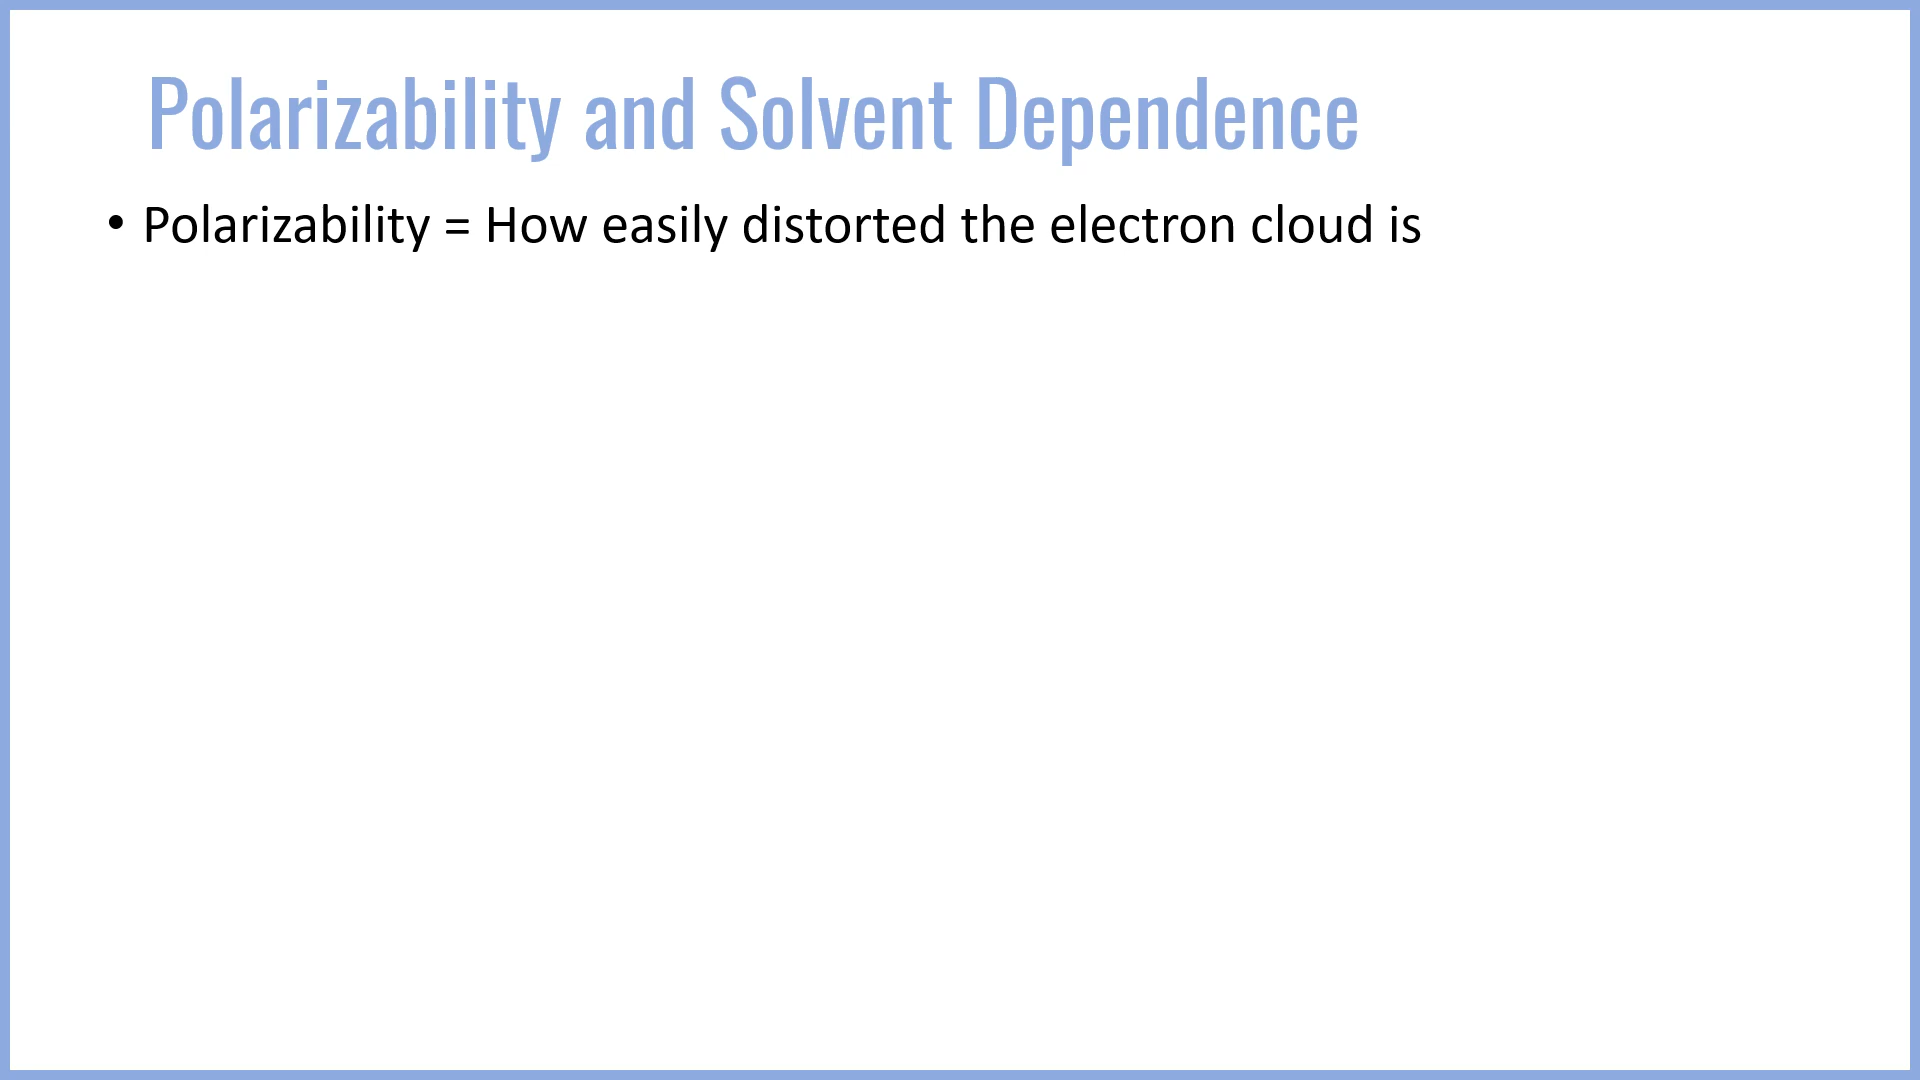 Polarizability and Solvent Dependence
• Polarizability = How easily distorted the electron cloud is